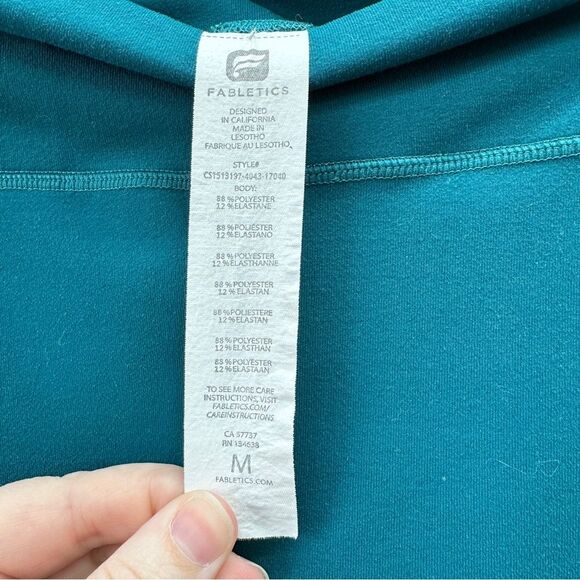 FABLETICS
DESIGNED
IN CALIFORNIA
MADE IN
LESOTHO
FABRIQUE AU LESOTHO
STYLE#
CS1513197-4043-17040
BODY:
88 % POLYESTER
12 % ELASTANE
88 % POLIÉSTER
12 % ELASTANO
88 % POLYESTER
12 % ELASTHANNE
88 % POLYESTER
12 % ELASTAN
88 % POLIESTERE
12 % ELASTAN
88 % POLYESTER
12 % ELASTHAN
88 % POLYESTER
12 % ELASTAAN
TO SEE MORE CARE
INSTRUCTIONS, VISIT
FABLETICS.COM/
CAREINSTRUCTIONS
CA 57737
RN 134638
M
FABLETICS.COM